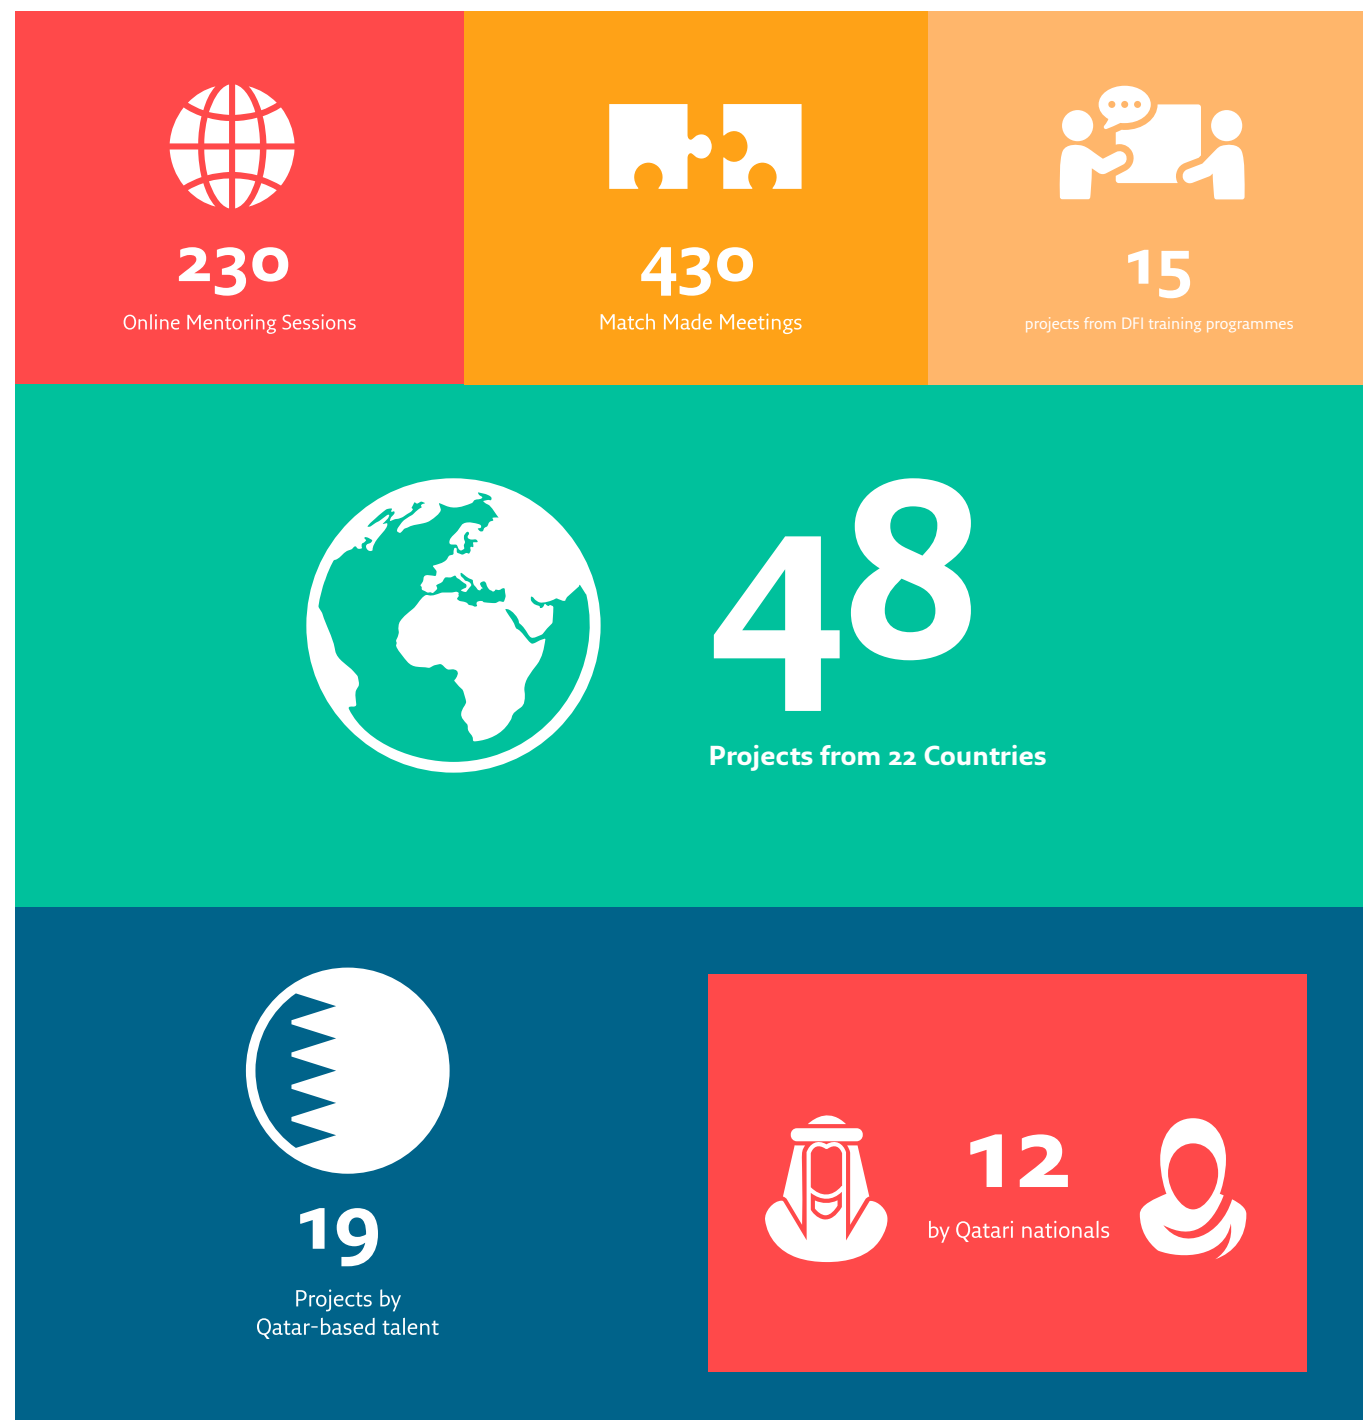 230
Online Mentoring Sessions
430
Match Made Meetings
15
projects from DFI training programmes
48
Projects from 22 Countries
19
Projects by
Qatar-based talent
12
by Qatari nationals